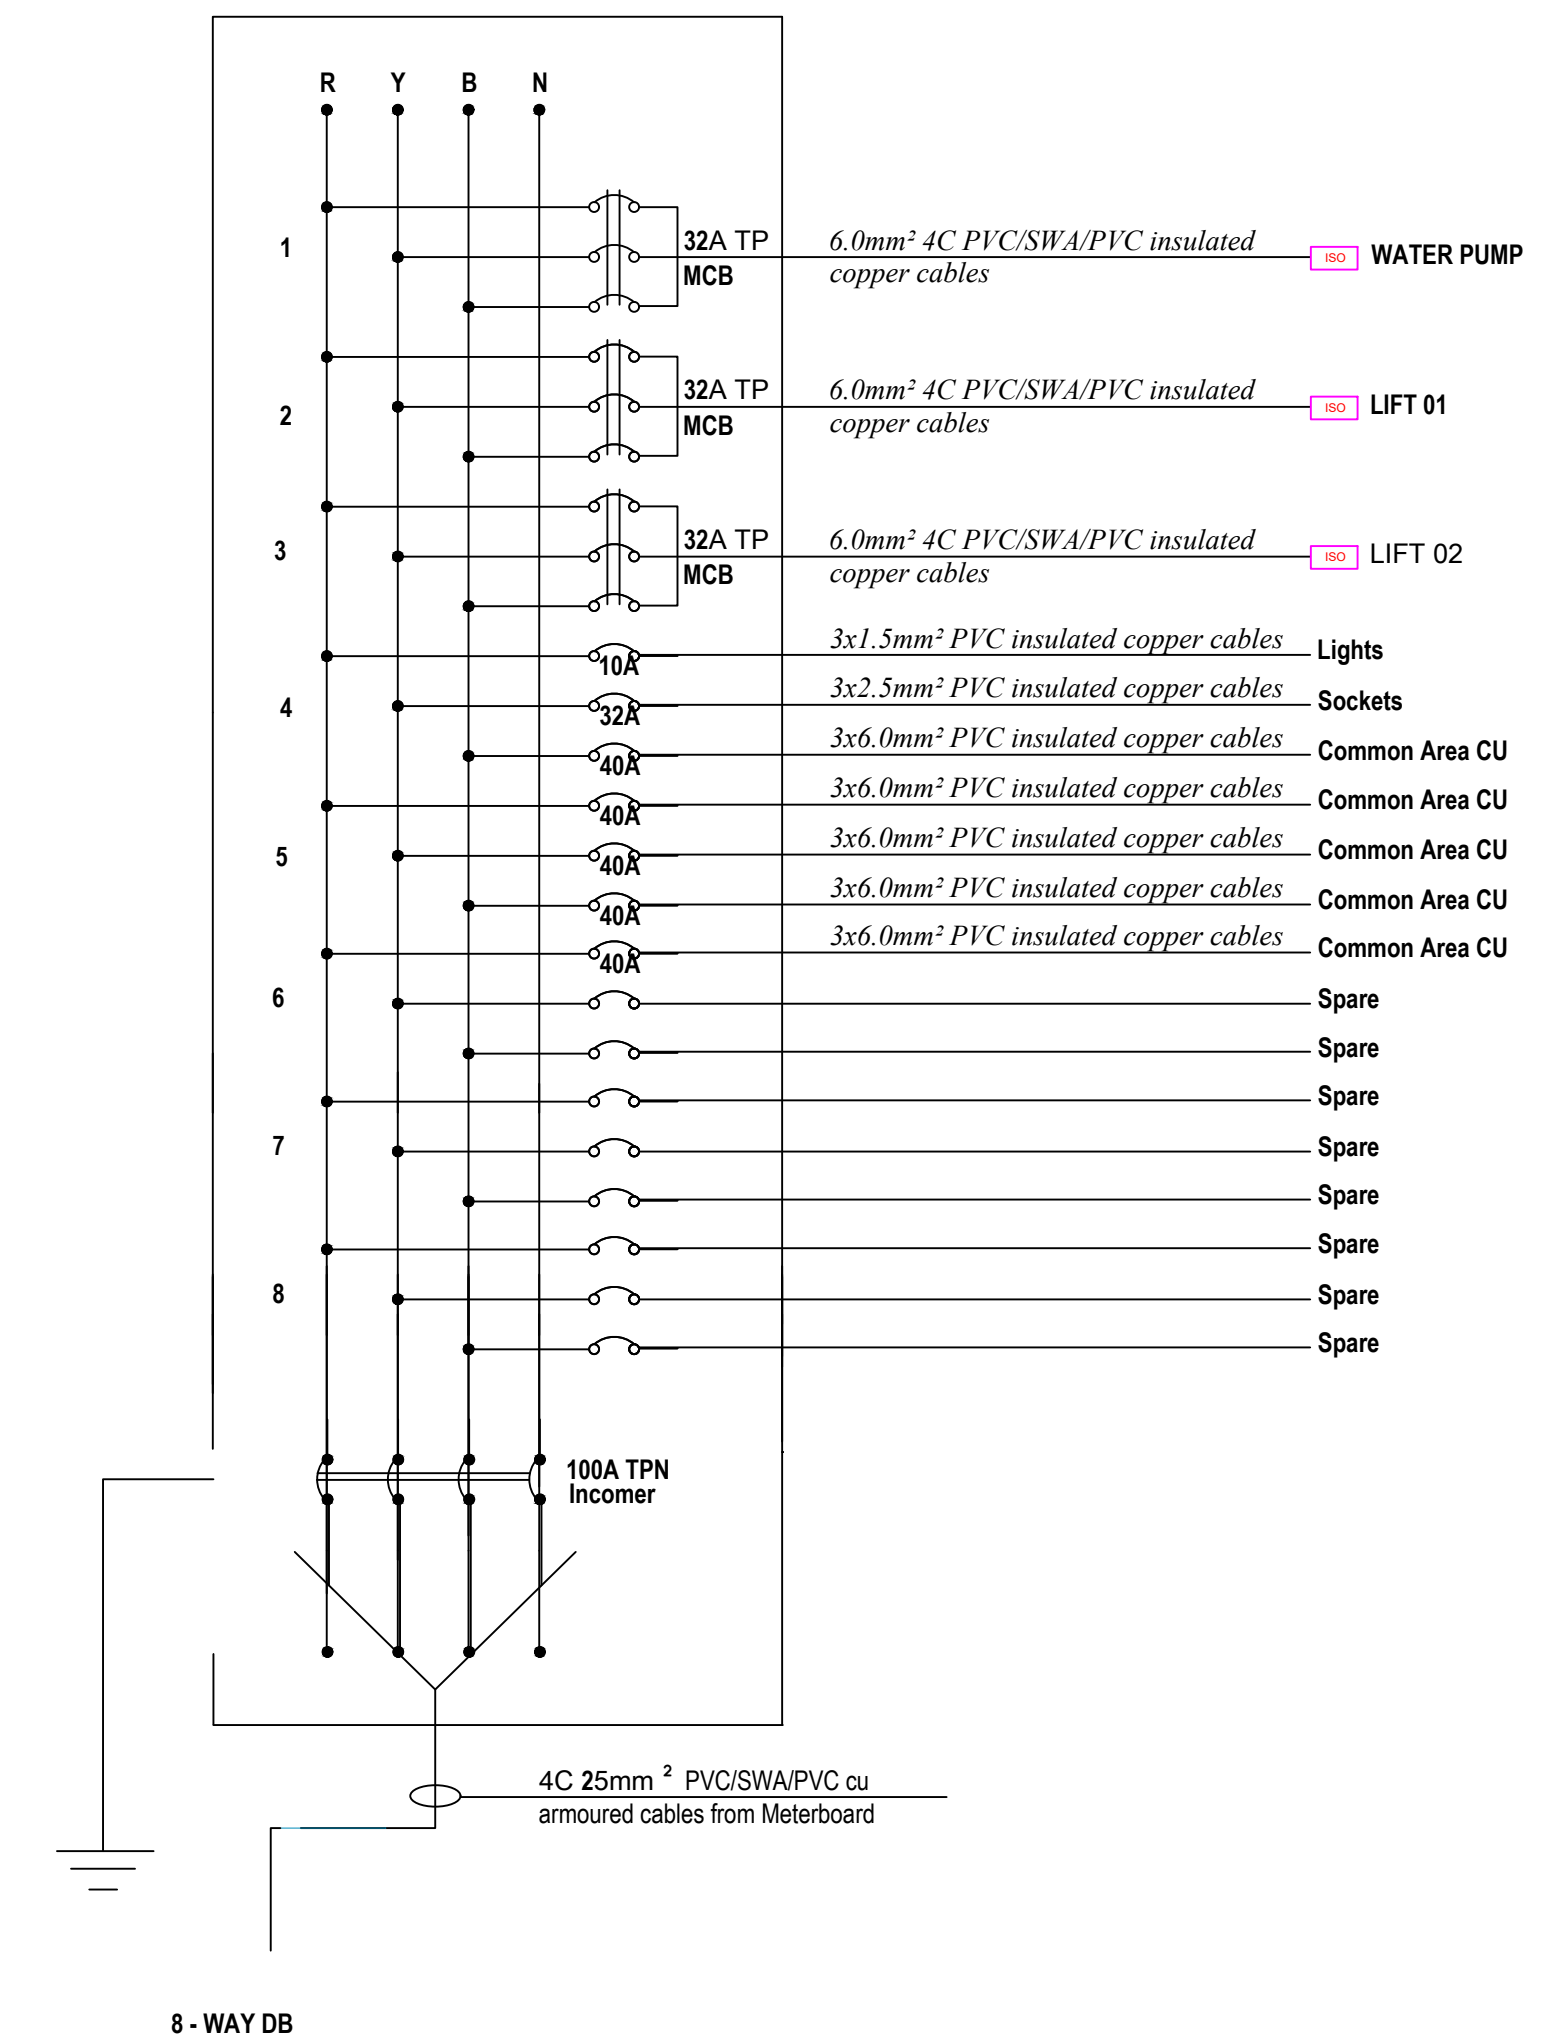 R Y B N
1
32A TP
MCB
6.0mm² 4C PVC/SWA/PVC insulated
copper cables
ISO
WATER PUMP
2
32A TP
MCB
6.0mm² 4C PVC/SWA/PVC insulated
copper cables
ISO
LIFT 01
3
32A TP
MCB
6.0mm² 4C PVC/SWA/PVC insulated
copper cables
ISO
LIFT 02
10A
3x1.5mm² PVC insulated copper cables
Lights
4
32A
3x2.5mm² PVC insulated copper cables
Sockets
40A
3x6.0mm² PVC insulated copper cables
Common Area CU
40A
3x6.0mm² PVC insulated copper cables
Common Area CU
5
40A
3x6.0mm² PVC insulated copper cables
Common Area CU
40A
3x6.0mm² PVC insulated copper cables
Common Area CU
40A
3x6.0mm² PVC insulated copper cables
Common Area CU
6
Spare
Spare
Spare
7
Spare
Spare
Spare
8
Spare
Spare
100A TPN
Incomer
4C 25mm ² PVC/SWA/PVC cu
armoured cables from Meterboard
8 - WAY DB